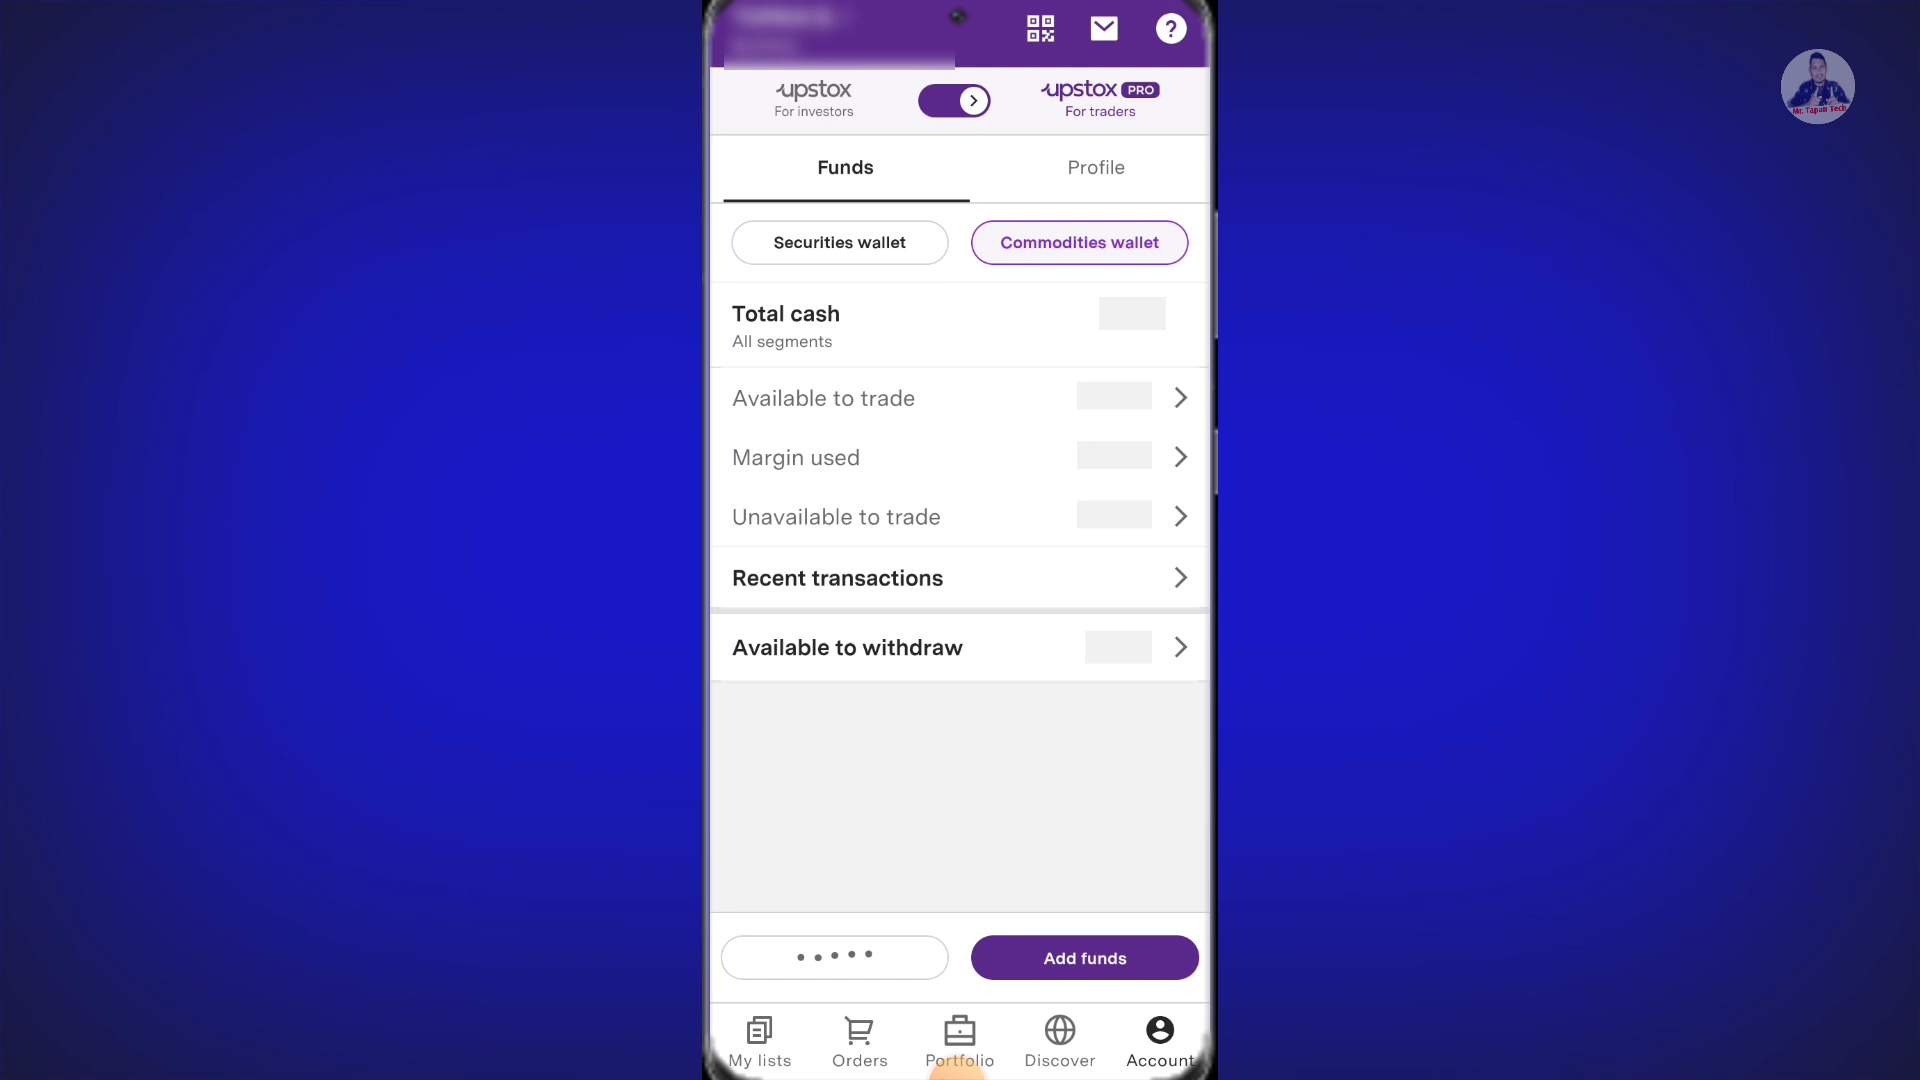 upstox
For investors
upstox PRO
For traders
Funds
Profile
Securities wallet
Commodities wallet
Total cash
All segments
Available to trade
Margin used
Unavailable to trade
Recent transactions
Available to withdraw
Add funds
My lists
Orders
Portfolio
Discover
Account
Mr. Tapan Tech